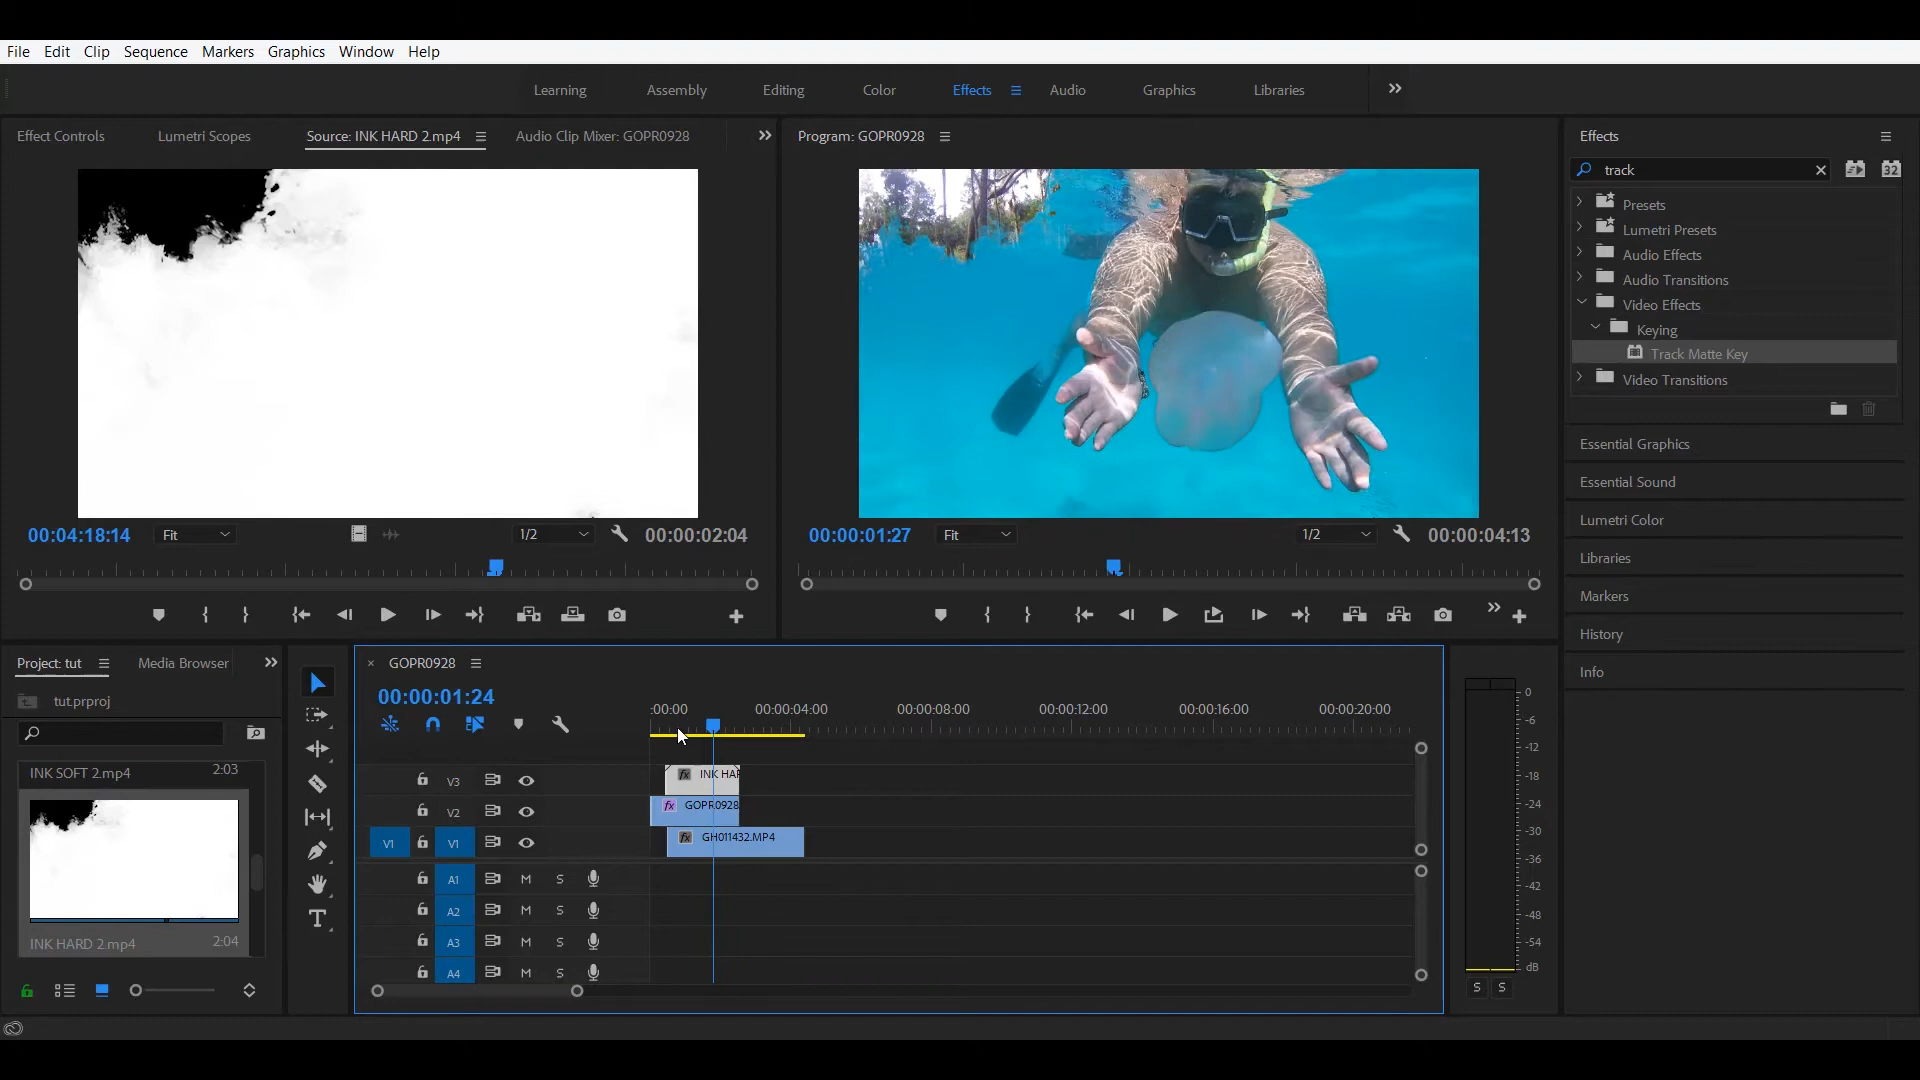 File Edit Clip Sequence Markers Graphics Window Help
Learning Assembly Editing Color Effects Audio Graphics Libraries
Effect Controls Lumetri Scopes Source: INK HARD 2.mp4 Audio Clip Mixer: GOPR0928
Program: GOPR0928
Effects
track
32
Presets
Lumetri Presets
Audio Effects
Audio Transitions
Video Effects
Keying
Track Matte Key
Video Transitions
Essential Graphics
Essential Sound
Lumetri Color
Libraries
Markers
History
Info
00:04:18:14 Fit 1/2 00:00:02:04
00:00:01:27 Fit 1/2 00:00:04:13
Project: tut Media Browser
tut.prproj
INK SOFT 2.mp4 2:03
INK HARD 2.mp4 2:04
GOPR0928
00:00:01:24
:00:00 00:00:04:00 00:00:08:00 00:00:12:00 00:00:16:00 00:00:20:00
V3 fx INK HAR
V2 fx GOPR0928
V1 V1 fx GH011432.MP4
A1 M S
A2 M S
A3 M S
A4 M S
0
-6
-12
-18
-24
-30
-36
-42
-48
-54
dB
S S